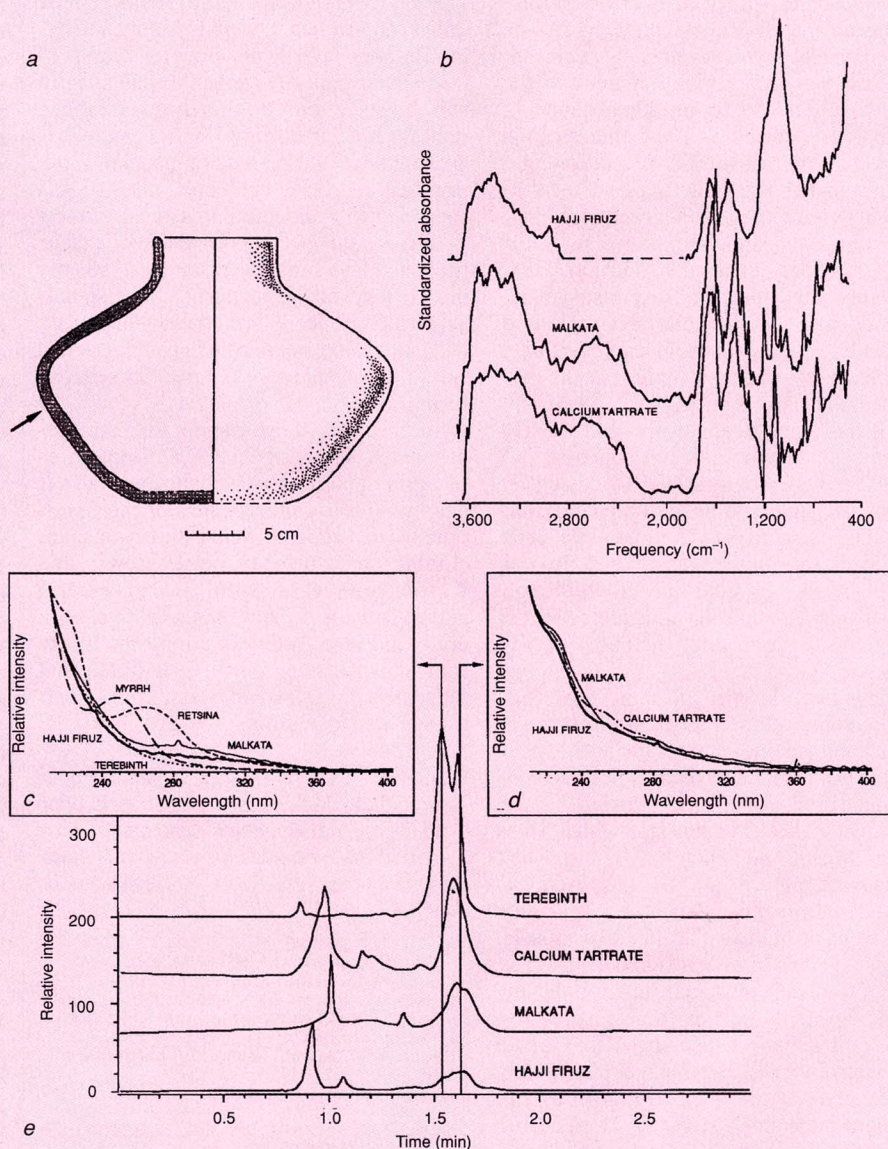 a
5 cm
b
Standardized absorbance
HAJJI FIRUZ
MALKATA
CALCIUM TARTRATE
3,600 2,800 2,000 1,200 400
Frequency (cm⁻¹)
Relative intensity
MYRRH
RETSINA
HAJJI FIRUZ
MALKATA
TEREBINTH
240 280 320 360 400
c
Wavelength (nm)
Relative intensity
MALKATA
CALCIUM TARTRATE
HAJJI FIRUZ
240 280 320 360 400
d
Wavelength (nm)
Relative intensity
300
200
100
0
TEREBINTH
CALCIUM TARTRATE
MALKATA
HAJJI FIRUZ
0.5 1.0 1.5 2.0 2.5
e
Time (min)